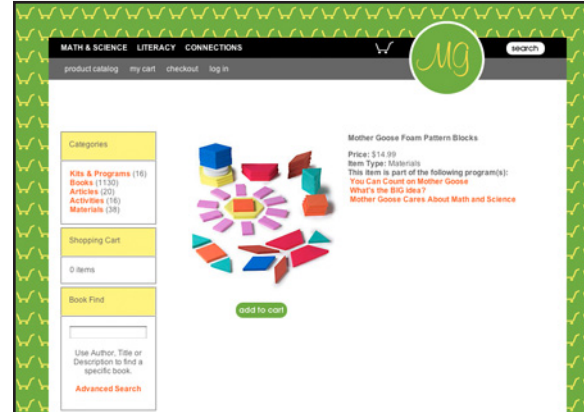 MATH & SCIENCE LITERACY CONNECTIONS
MG
search
product catalog my cart checkout log in
Categories
Kits & Programs (16)
Books (1130)
Articles (20)
Activities (16)
Materials (38)
Shopping Cart
0 items
Book Find
Use Author, Title or
Description to find a
specific book.
Advanced Search
Mother Goose Foam Pattern Blocks
Price: $14.99
Item Type: Materials
This item is part of the following program(s):
You Can Count on Mother Goose
What's the BIG idea?
Mother Goose Cares About Math and Science
add to cart